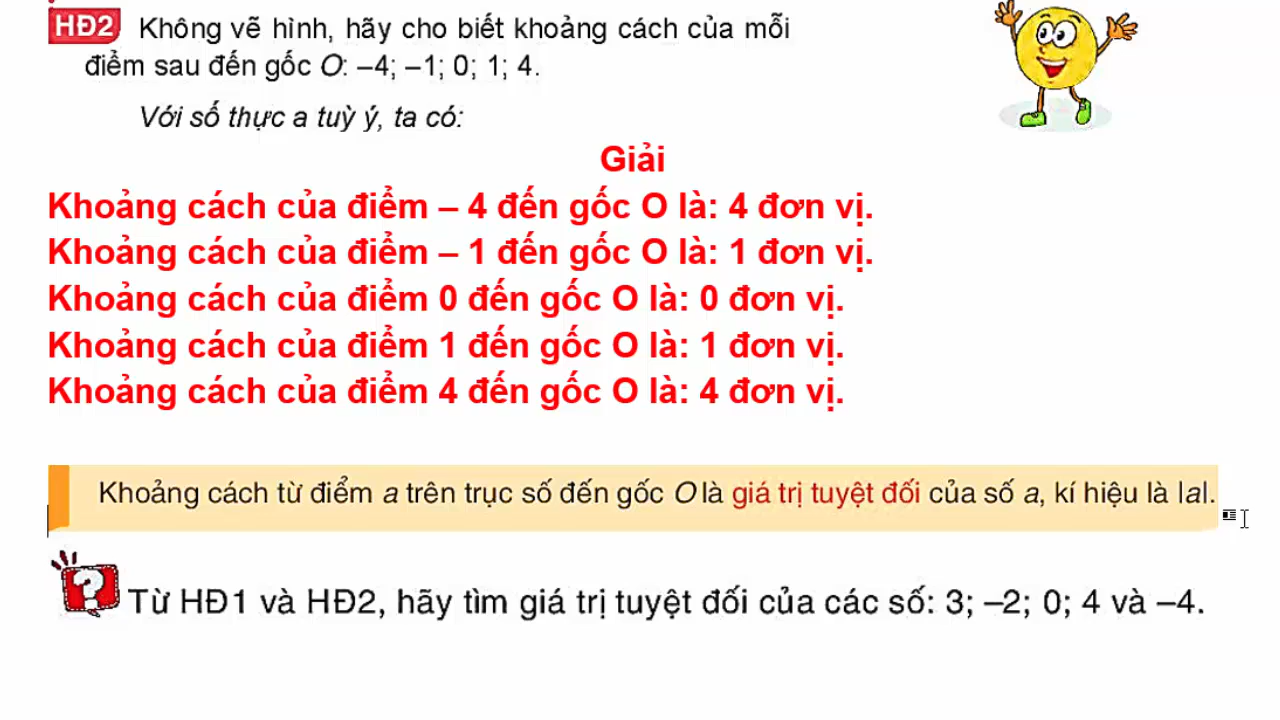 HĐ2 Không vẽ hình, hãy cho biết khoảng cách của mỗi
điểm sau đến gốc O: –4; –1; 0; 1; 4.
Với số thực a tuỳ ý, ta có:
Giải
Khoảng cách của điểm – 4 đến gốc O là: 4 đơn vị.
Khoảng cách của điểm – 1 đến gốc O là: 1 đơn vị.
Khoảng cách của điểm 0 đến gốc O là: 0 đơn vị.
Khoảng cách của điểm 1 đến gốc O là: 1 đơn vị.
Khoảng cách của điểm 4 đến gốc O là: 4 đơn vị.
Khoảng cách từ điểm a trên trục số đến gốc O là giá trị tuyệt đối của số a, kí hiệu là |a|.
? Từ HĐ1 và HĐ2, hãy tìm giá trị tuyệt đối của các số: 3; –2; 0; 4 và –4.